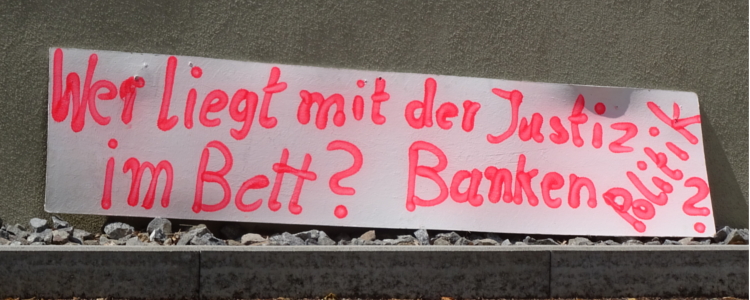 Wer liegt mit der Justiz
im Bett? Banken
Politik?